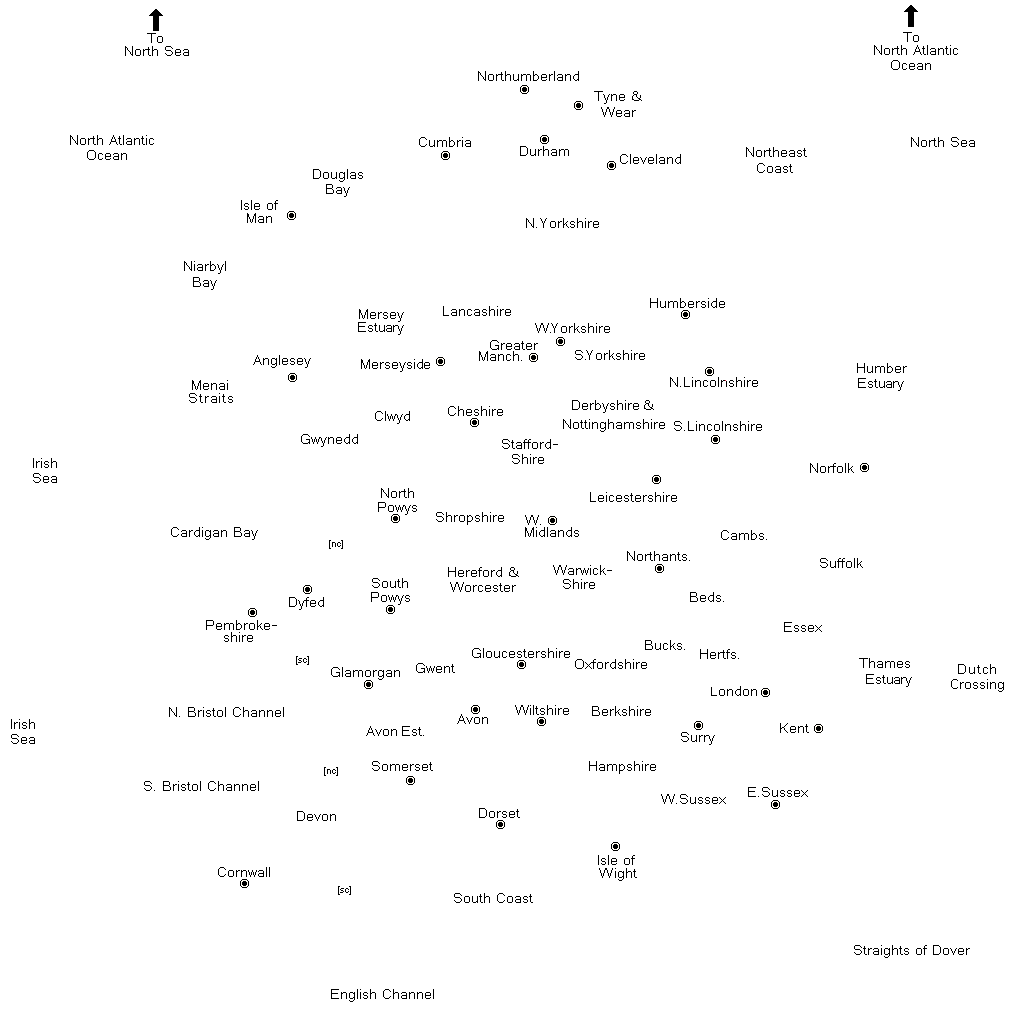 To
North Sea
To
North Atlantic
Ocean
Northumberland
Tyne &
Wear
North Atlantic
Ocean
Cumbria
Durham
Cleveland
Northeast
Coast
North Sea
Douglas
Bay
Isle of
Man
N.Yorkshire
Niarbyl
Bay
Mersey
Estuary
Lancashire
Humberside
W.Yorkshire
Greater
Manch.
S.Yorkshire
Anglesey
Merseyside
N.Lincolnshire
Humber
Estuary
Menai
Straits
Clwyd
Cheshire
Derbyshire &
Nottinghamshire
S.Lincolnshire
Gwynedd
Stafford-
Shire
Irish
Sea
Norfolk
Leicestershire
North
Powys
Shropshire
W.
Midlands
Cardigan Bay
[nc]
Cambs.
Northants.
Suffolk
Hereford &
Worcester
Warwick-
Shire
South
Powys
Dyfed
Beds.
Pembroke-
shire
Essex
[sc]
Glamorgan
Gwent
Gloucestershire
Oxfordshire
Bucks.
Hertfs.
Thames
Estuary
Dutch
Crossing
London
N. Bristol Channel
Avon
Wiltshire
Berkshire
Irish
Sea
Avon Est.
Surry
Kent
[nc]
Somerset
Hampshire
S. Bristol Channel
W.Sussex
E.Sussex
Devon
Dorset
Isle of
Wight
Cornwall
[sc]
South Coast
Straights of Dover
English Channel